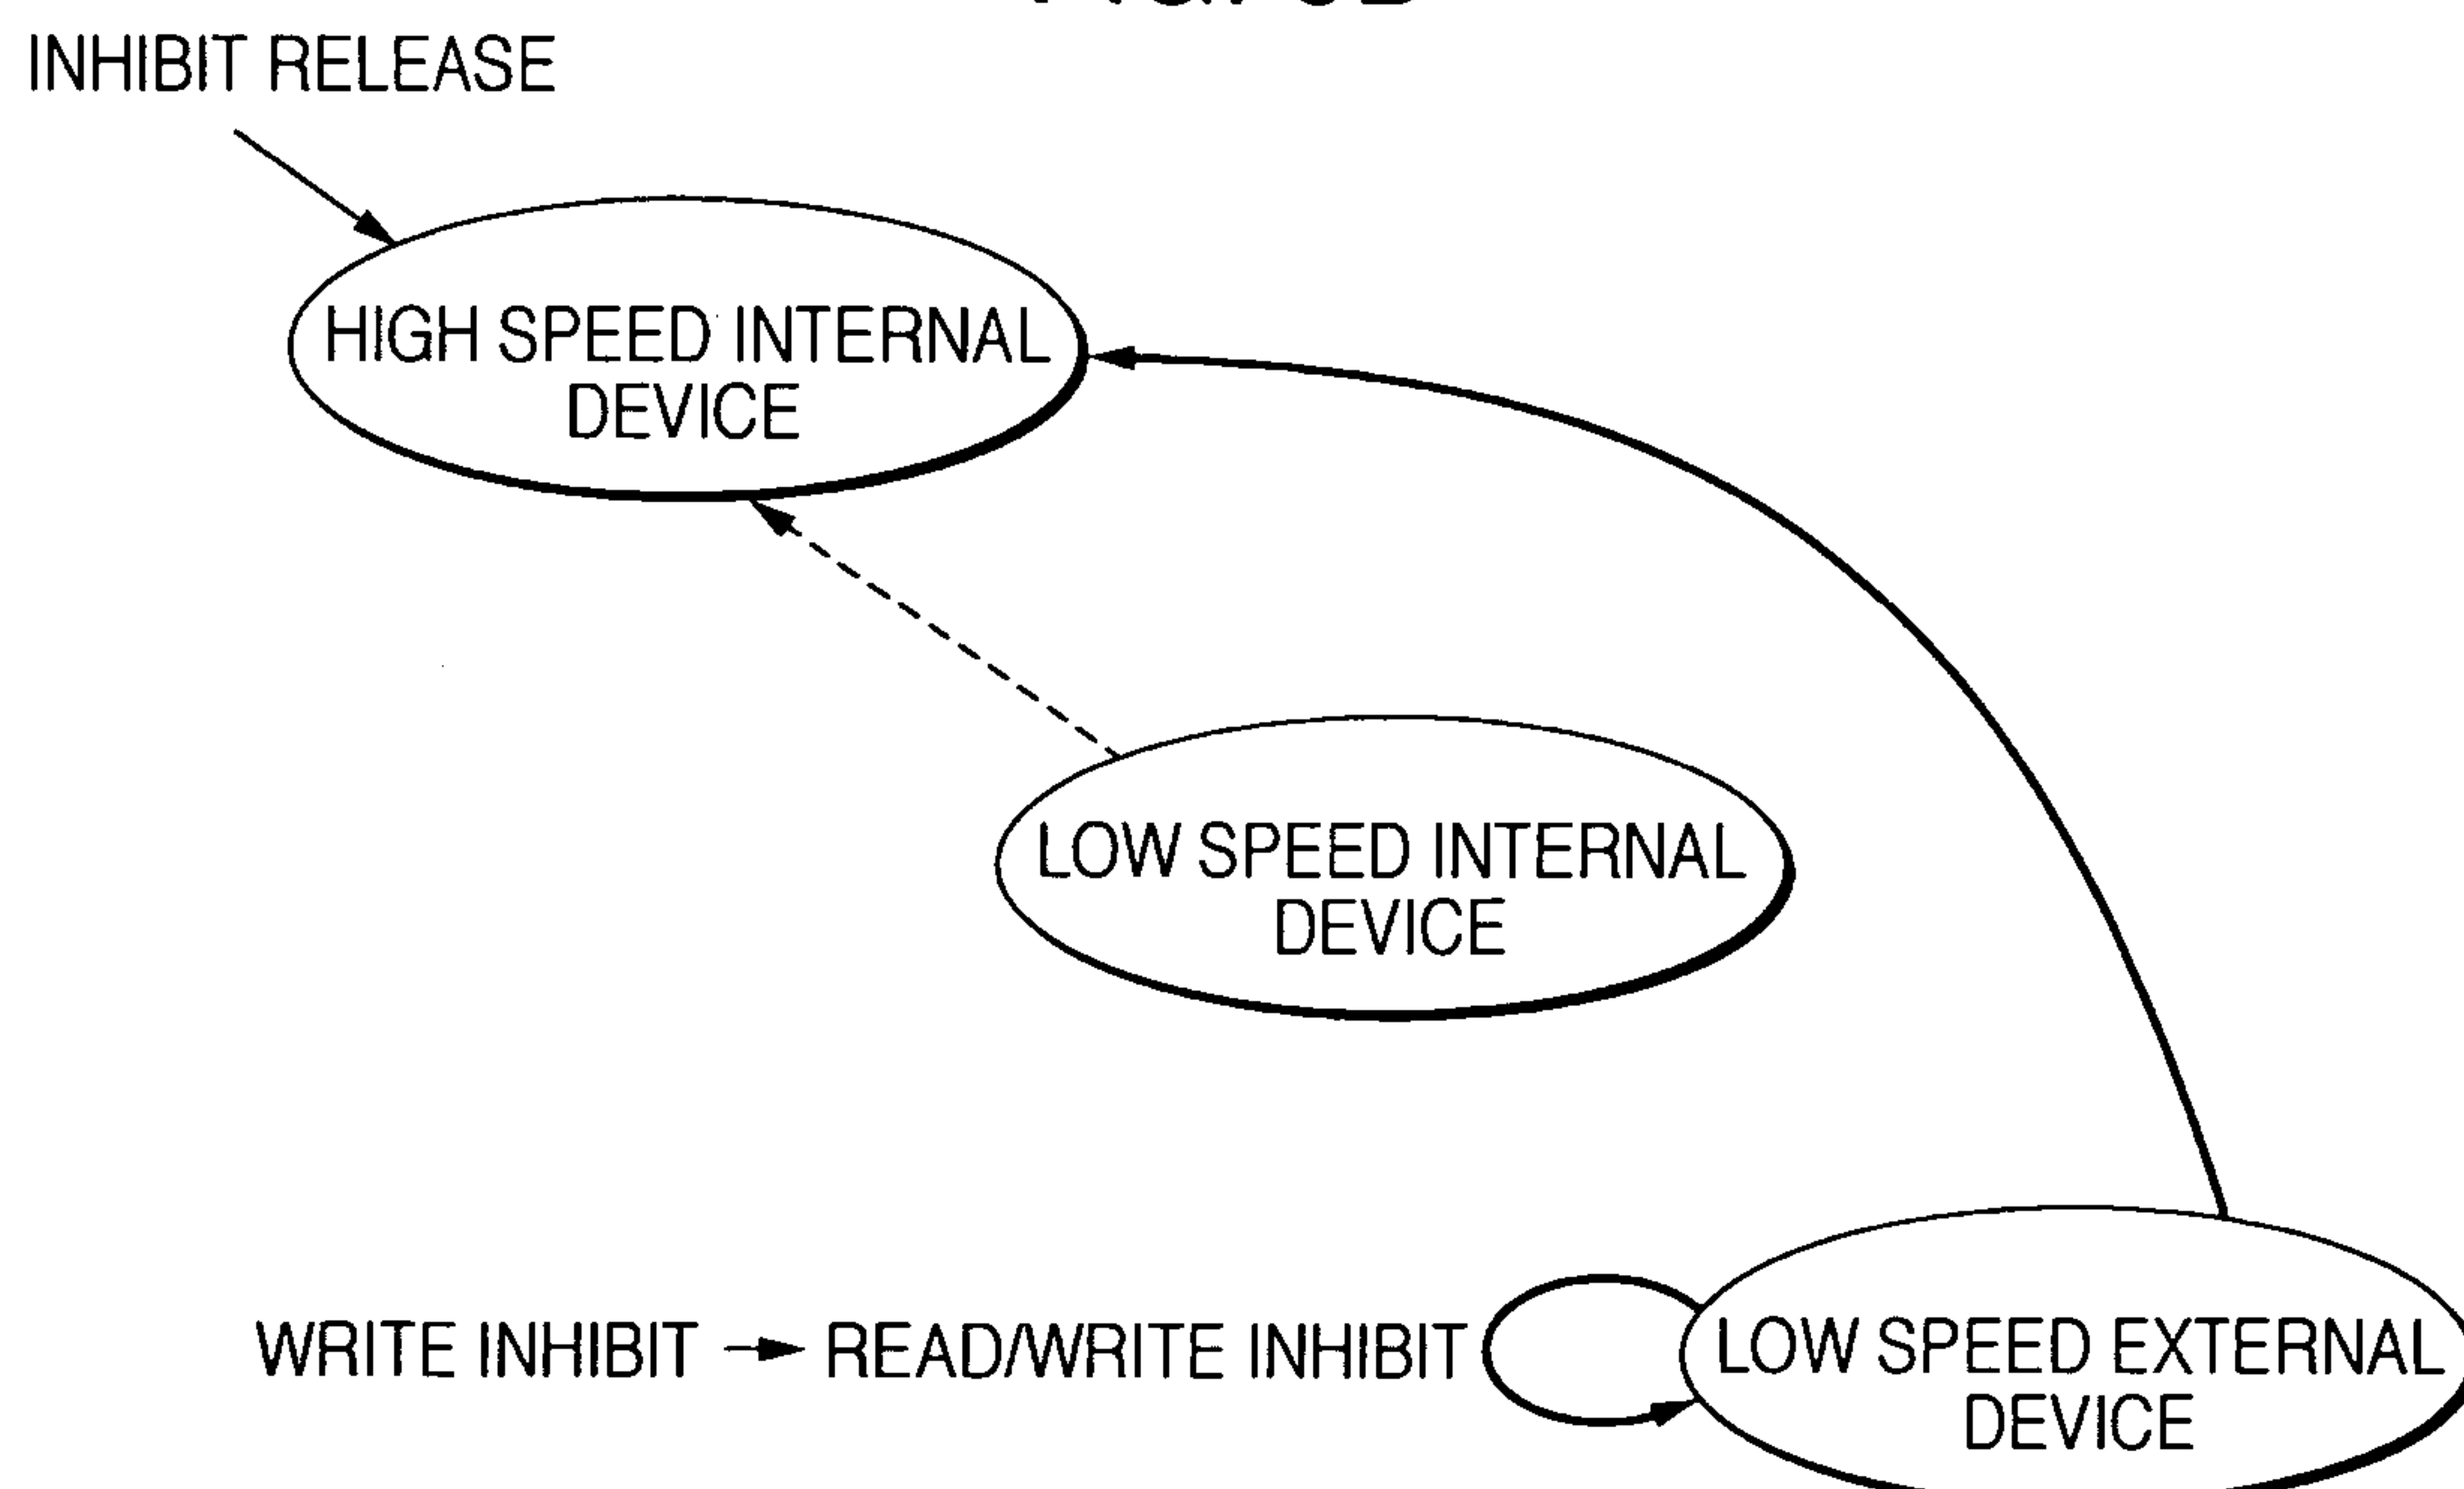 INHIBIT RELEASE
HIGH SPEED INTERNAL
DEVICE
LOW SPEED INTERNAL
DEVICE
WRITE INHIBIT → READ/WRITE INHIBIT
LOW SPEED EXTERNAL
DEVICE